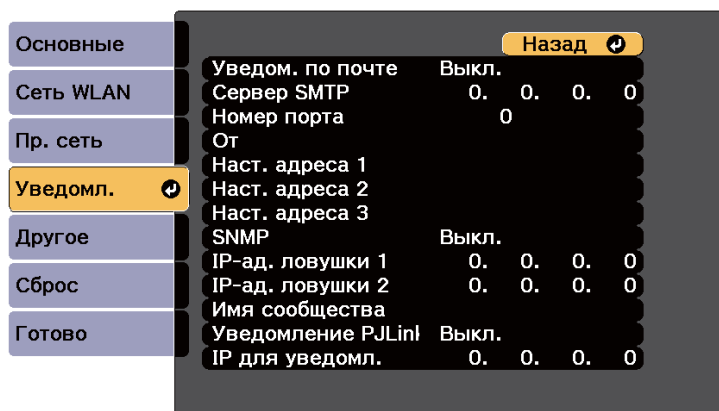 Основные
Сеть WLAN
Пр. сеть
Уведомл.
Другое
Сброс
Готово
Назад
Уведом. по почте Выкл.
Сервер SMTP 0. 0. 0. 0
Номер порта 0
От
Наст. адреса 1
Наст. адреса 2
Наст. адреса 3
SNMP Выкл.
IP-ад. ловушки 1 0. 0. 0. 0
IP-ад. ловушки 2 0. 0. 0. 0
Имя сообщества
Уведомление PJLink Выкл.
IP для уведомл. 0. 0. 0. 0